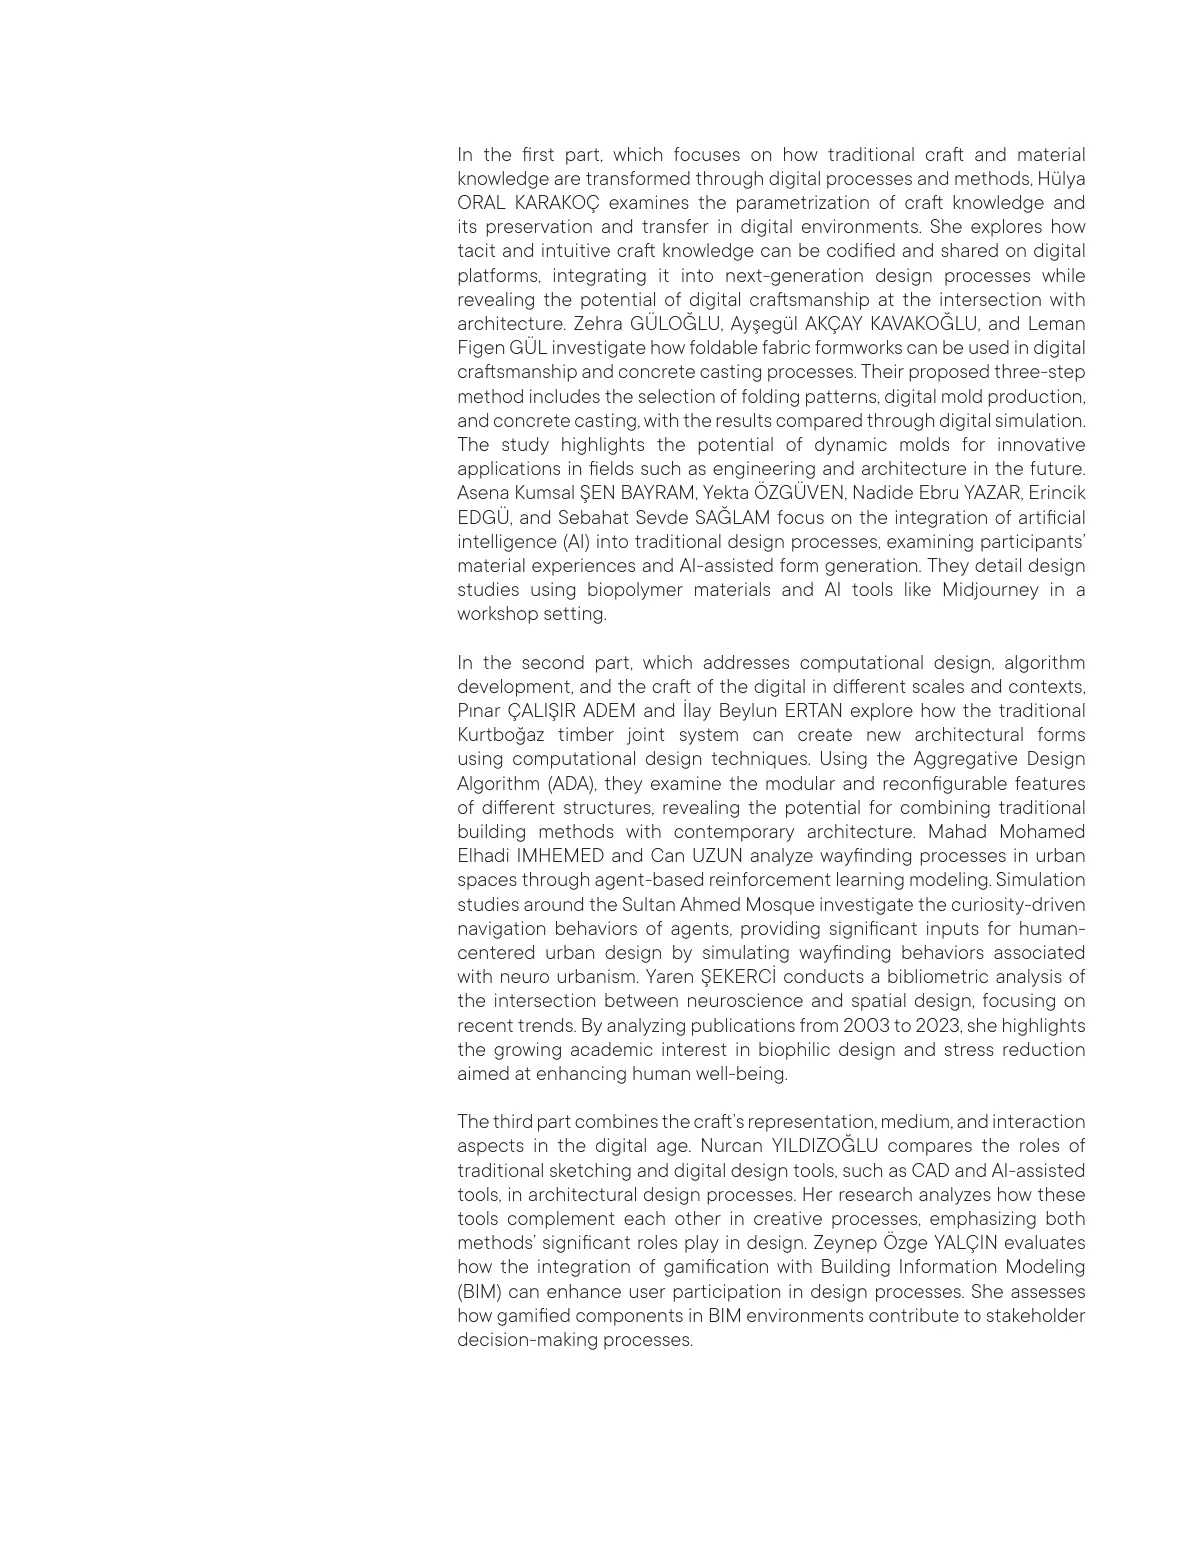 In the first part, which focuses on how traditional craft and material
knowledge are transformed through digital processes and methods, Hülya
ORAL KARAKOÇ examines the parametrization of craft knowledge and
its preservation and transfer in digital environments. She explores how
tacit and intuitive craft knowledge can be codified and shared on digital
platforms, integrating it into next-generation design processes while
revealing the potential of digital craftsmanship at the intersection with
architecture. Zehra GÜLOĞLU, Ayşegül AKÇAY KAVAKOĞLU, and Leman
Figen GÜL investigate how foldable fabric formworks can be used in digital
craftsmanship and concrete casting processes. Their proposed three-step
method includes the selection of folding patterns, digital mold production,
and concrete casting, with the results compared through digital simulation.
The study highlights the potential of dynamic molds for innovative
applications in fields such as engineering and architecture in the future.
Asena Kumsal ŞEN BAYRAM, Yekta ÖZGÜVEN, Nadide Ebru YAZAR, Erincik
EDGÜ, and Sebahat Sevde SAĞLAM focus on the integration of artificial
intelligence (AI) into traditional design processes, examining participants’
material experiences and AI-assisted form generation. They detail design
studies using biopolymer materials and AI tools like Midjourney in a
workshop setting.
In the second part, which addresses computational design, algorithm
development, and the craft of the digital in different scales and contexts,
Pınar ÇALIŞIR ADEM and İlay Beylun ERTAN explore how the traditional
Kurtboğaz timber joint system can create new architectural forms
using computational design techniques. Using the Aggregative Design
Algorithm (ADA), they examine the modular and reconfigurable features
of different structures, revealing the potential for combining traditional
building methods with contemporary architecture. Mahad Mohamed
Elhadi IMHEMED and Can UZUN analyze wayfinding processes in urban
spaces through agent-based reinforcement learning modeling. Simulation
studies around the Sultan Ahmed Mosque investigate the curiosity-driven
navigation behaviors of agents, providing significant inputs for human-
centered urban design by simulating wayfinding behaviors associated
with neuro urbanism. Yaren ŞEKERCİ conducts a bibliometric analysis of
the intersection between neuroscience and spatial design, focusing on
recent trends. By analyzing publications from 2003 to 2023, she highlights
the growing academic interest in biophilic design and stress reduction
aimed at enhancing human well-being.
The third part combines the craft’s representation, medium, and interaction
aspects in the digital age. Nurcan YILDIZOĞLU compares the roles of
traditional sketching and digital design tools, such as CAD and AI-assisted
tools, in architectural design processes. Her research analyzes how these
tools complement each other in creative processes, emphasizing both
methods’ significant roles play in design. Zeynep Özge YALÇIN evaluates
how the integration of gamification with Building Information Modeling
(BIM) can enhance user participation in design processes. She assesses
how gamified components in BIM environments contribute to stakeholder
decision-making processes.